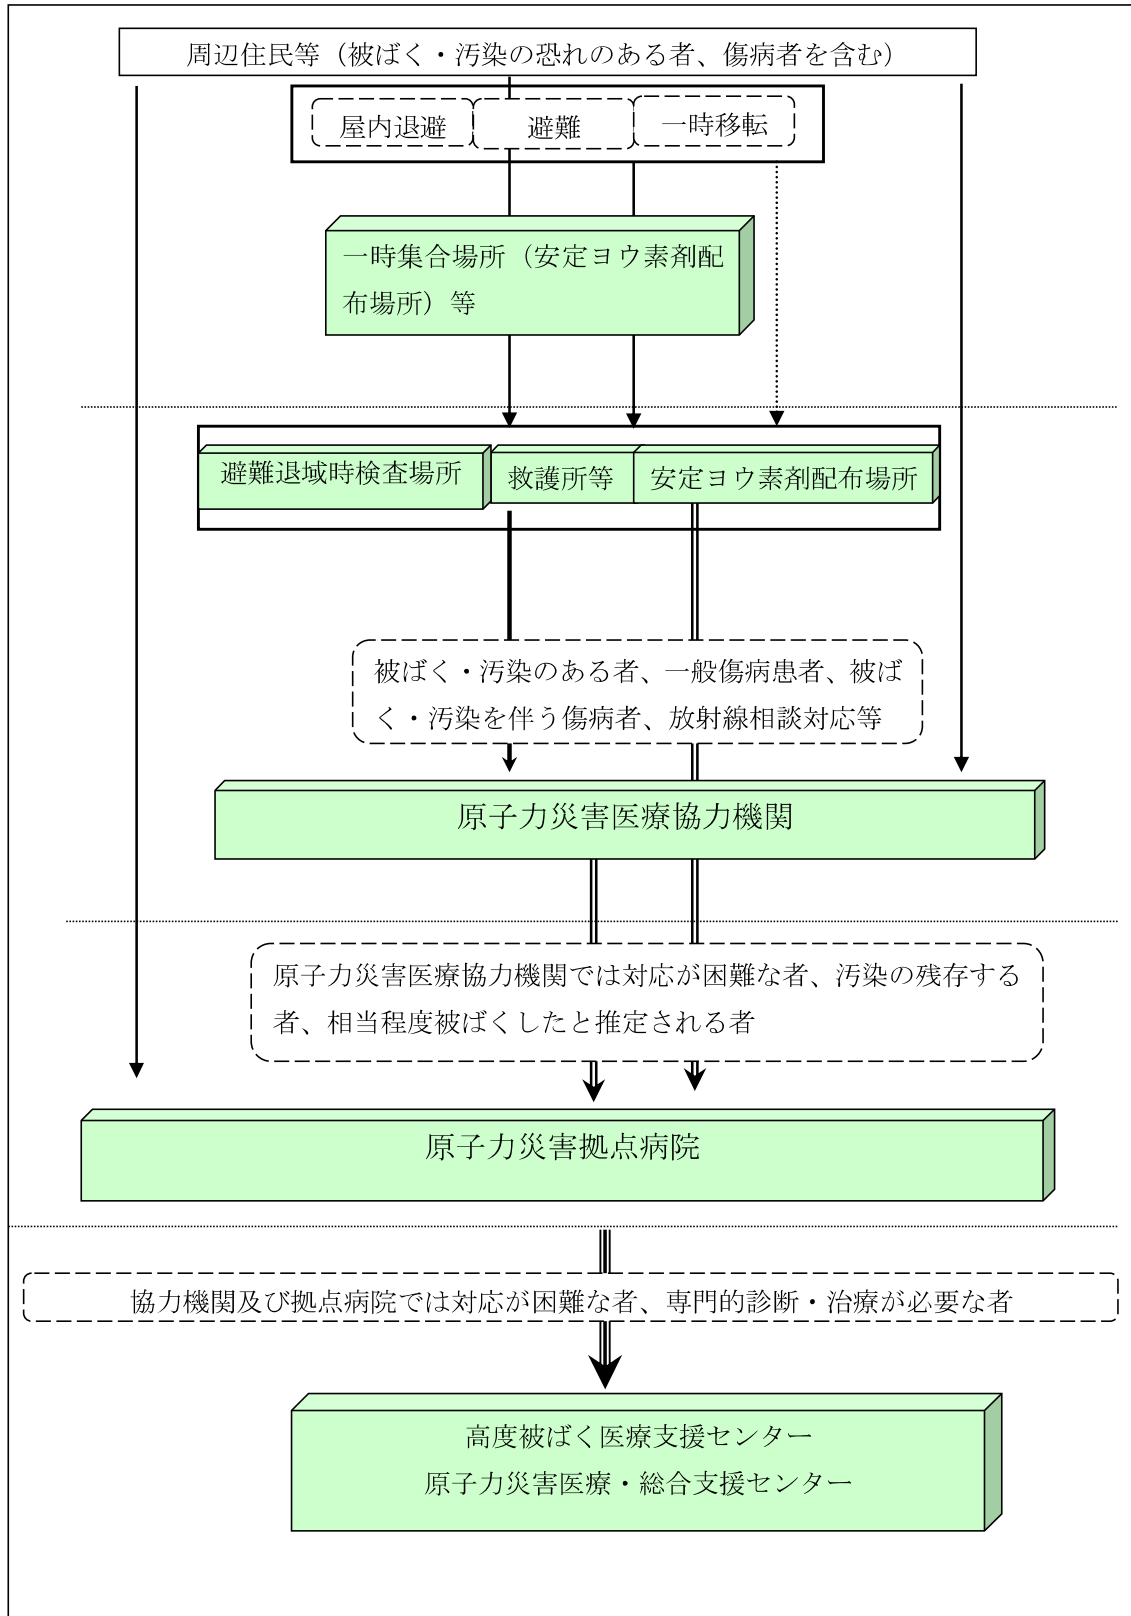 周辺住民等（被ばく・汚染の恐れのある者、傷病者を含む）
屋内退避
避難
一時移転
一時集合場所（安定ヨウ素剤配
布場所）等
避難退域時検査場所
救護所等
安定ヨウ素剤配布場所
被ばく・汚染のある者、一般傷病患者、被ば
く・汚染を伴う傷病者、放射線相談対応等
原子力災害医療協力機関
原子力災害医療協力機関では対応が困難な者、汚染の残存する
者、相当程度被ばくしたと推定される者
原子力災害拠点病院
協力機関及び拠点病院では対応が困難な者、専門的診断・治療が必要な者
高度被ばく医療支援センター
原子力災害医療・総合支援センター